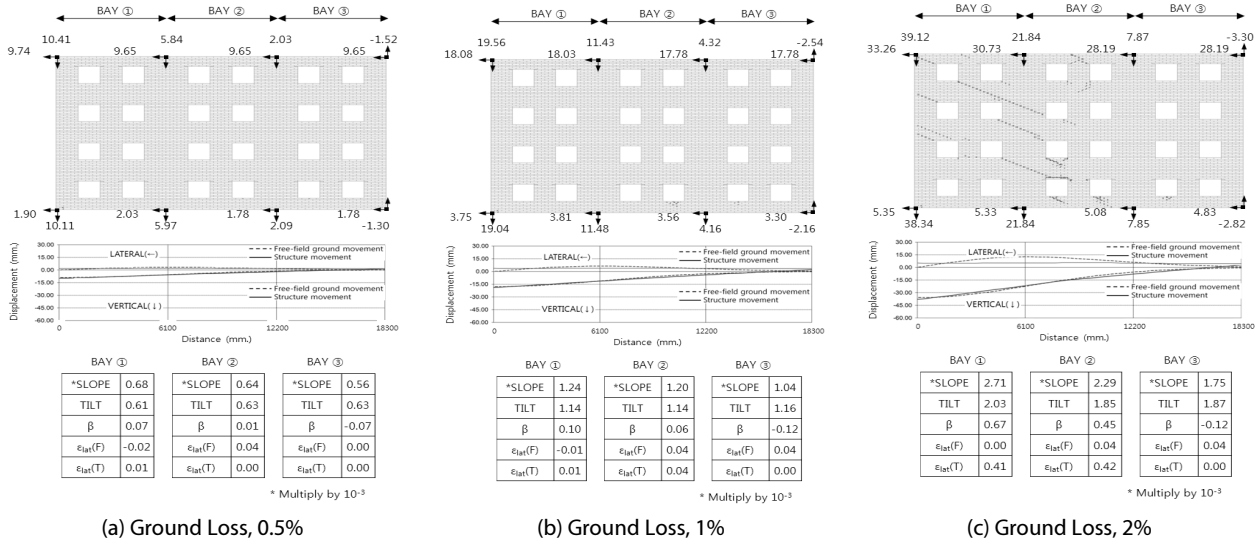 BAY ① BAY ② BAY ③
10.41 5.84 2.03 -1.52
9.74 9.65 9.65 9.65
1.90 2.03 1.78 1.78
10.11 5.97 2.09 -1.30
30.00
15.00
0.00
-15.00
-30.00
-45.00
-60.00
Displacement (mm.)
LATERAL(←)
Free-field ground movement
Structure movement
Free-field ground movement
Structure movement
VERTICAL(↓)
0 6100 12200 18300
Distance (mm.)
BAY ① BAY ② BAY ③
*SLOPE 0.68 *SLOPE 0.64 *SLOPE 0.56
TILT 0.61 TILT 0.63 TILT 0.63
β 0.07 β 0.01 β -0.07
εlat(F) -0.02 εlat(F) 0.04 εlat(F) 0.00
εlat(T) 0.01 εlat(T) 0.00 εlat(T) 0.00
* Multiply by 10-3
(a) Ground Loss, 0.5%
BAY ① BAY ② BAY ③
19.56 11.43 4.32 -2.54
18.08 18.03 17.78 17.78
3.75 3.81 3.56 3.30
19.04 11.48 4.16 -2.16
30.00
15.00
0.00
-15.00
-30.00
-45.00
-60.00
Displacement (mm.)
LATERAL(←)
Free-field ground movement
Structure movement
Free-field ground movement
Structure movement
VERTICAL(↓)
0 6100 12200 18300
Distance (mm.)
BAY ① BAY ② BAY ③
*SLOPE 1.24 *SLOPE 1.20 *SLOPE 1.04
TILT 1.14 TILT 1.14 TILT 1.16
β 0.10 β 0.06 β -0.12
εlat(F) -0.01 εlat(F) 0.04 εlat(F) 0.04
εlat(T) 0.01 εlat(T) 0.04 εlat(T) 0.00
* Multiply by 10-3
(b) Ground Loss, 1%
BAY ① BAY ② BAY ③
39.12 21.84 7.87 -3.30
33.26 30.73 28.19 28.19
5.35 5.33 5.08 4.83
38.34 21.84 7.85 -2.82
30.00
15.00
0.00
-15.00
-30.00
-45.00
-60.00
Displacement (mm.)
LATERAL(←)
Free-field ground movement
Structure movement
Free-field ground movement
Structure movement
VERTICAL(↓)
0 6100 12200 18300
Distance (mm.)
BAY ① BAY ② BAY ③
*SLOPE 2.71 *SLOPE 2.29 *SLOPE 1.75
TILT 2.03 TILT 1.85 TILT 1.87
β 0.67 β 0.45 β -0.12
εlat(F) 0.00 εlat(F) 0.04 εlat(F) 0.04
εlat(T) 0.41 εlat(T) 0.42 εlat(T) 0.00
* Multiply by 10-3
(c) Ground Loss, 2%